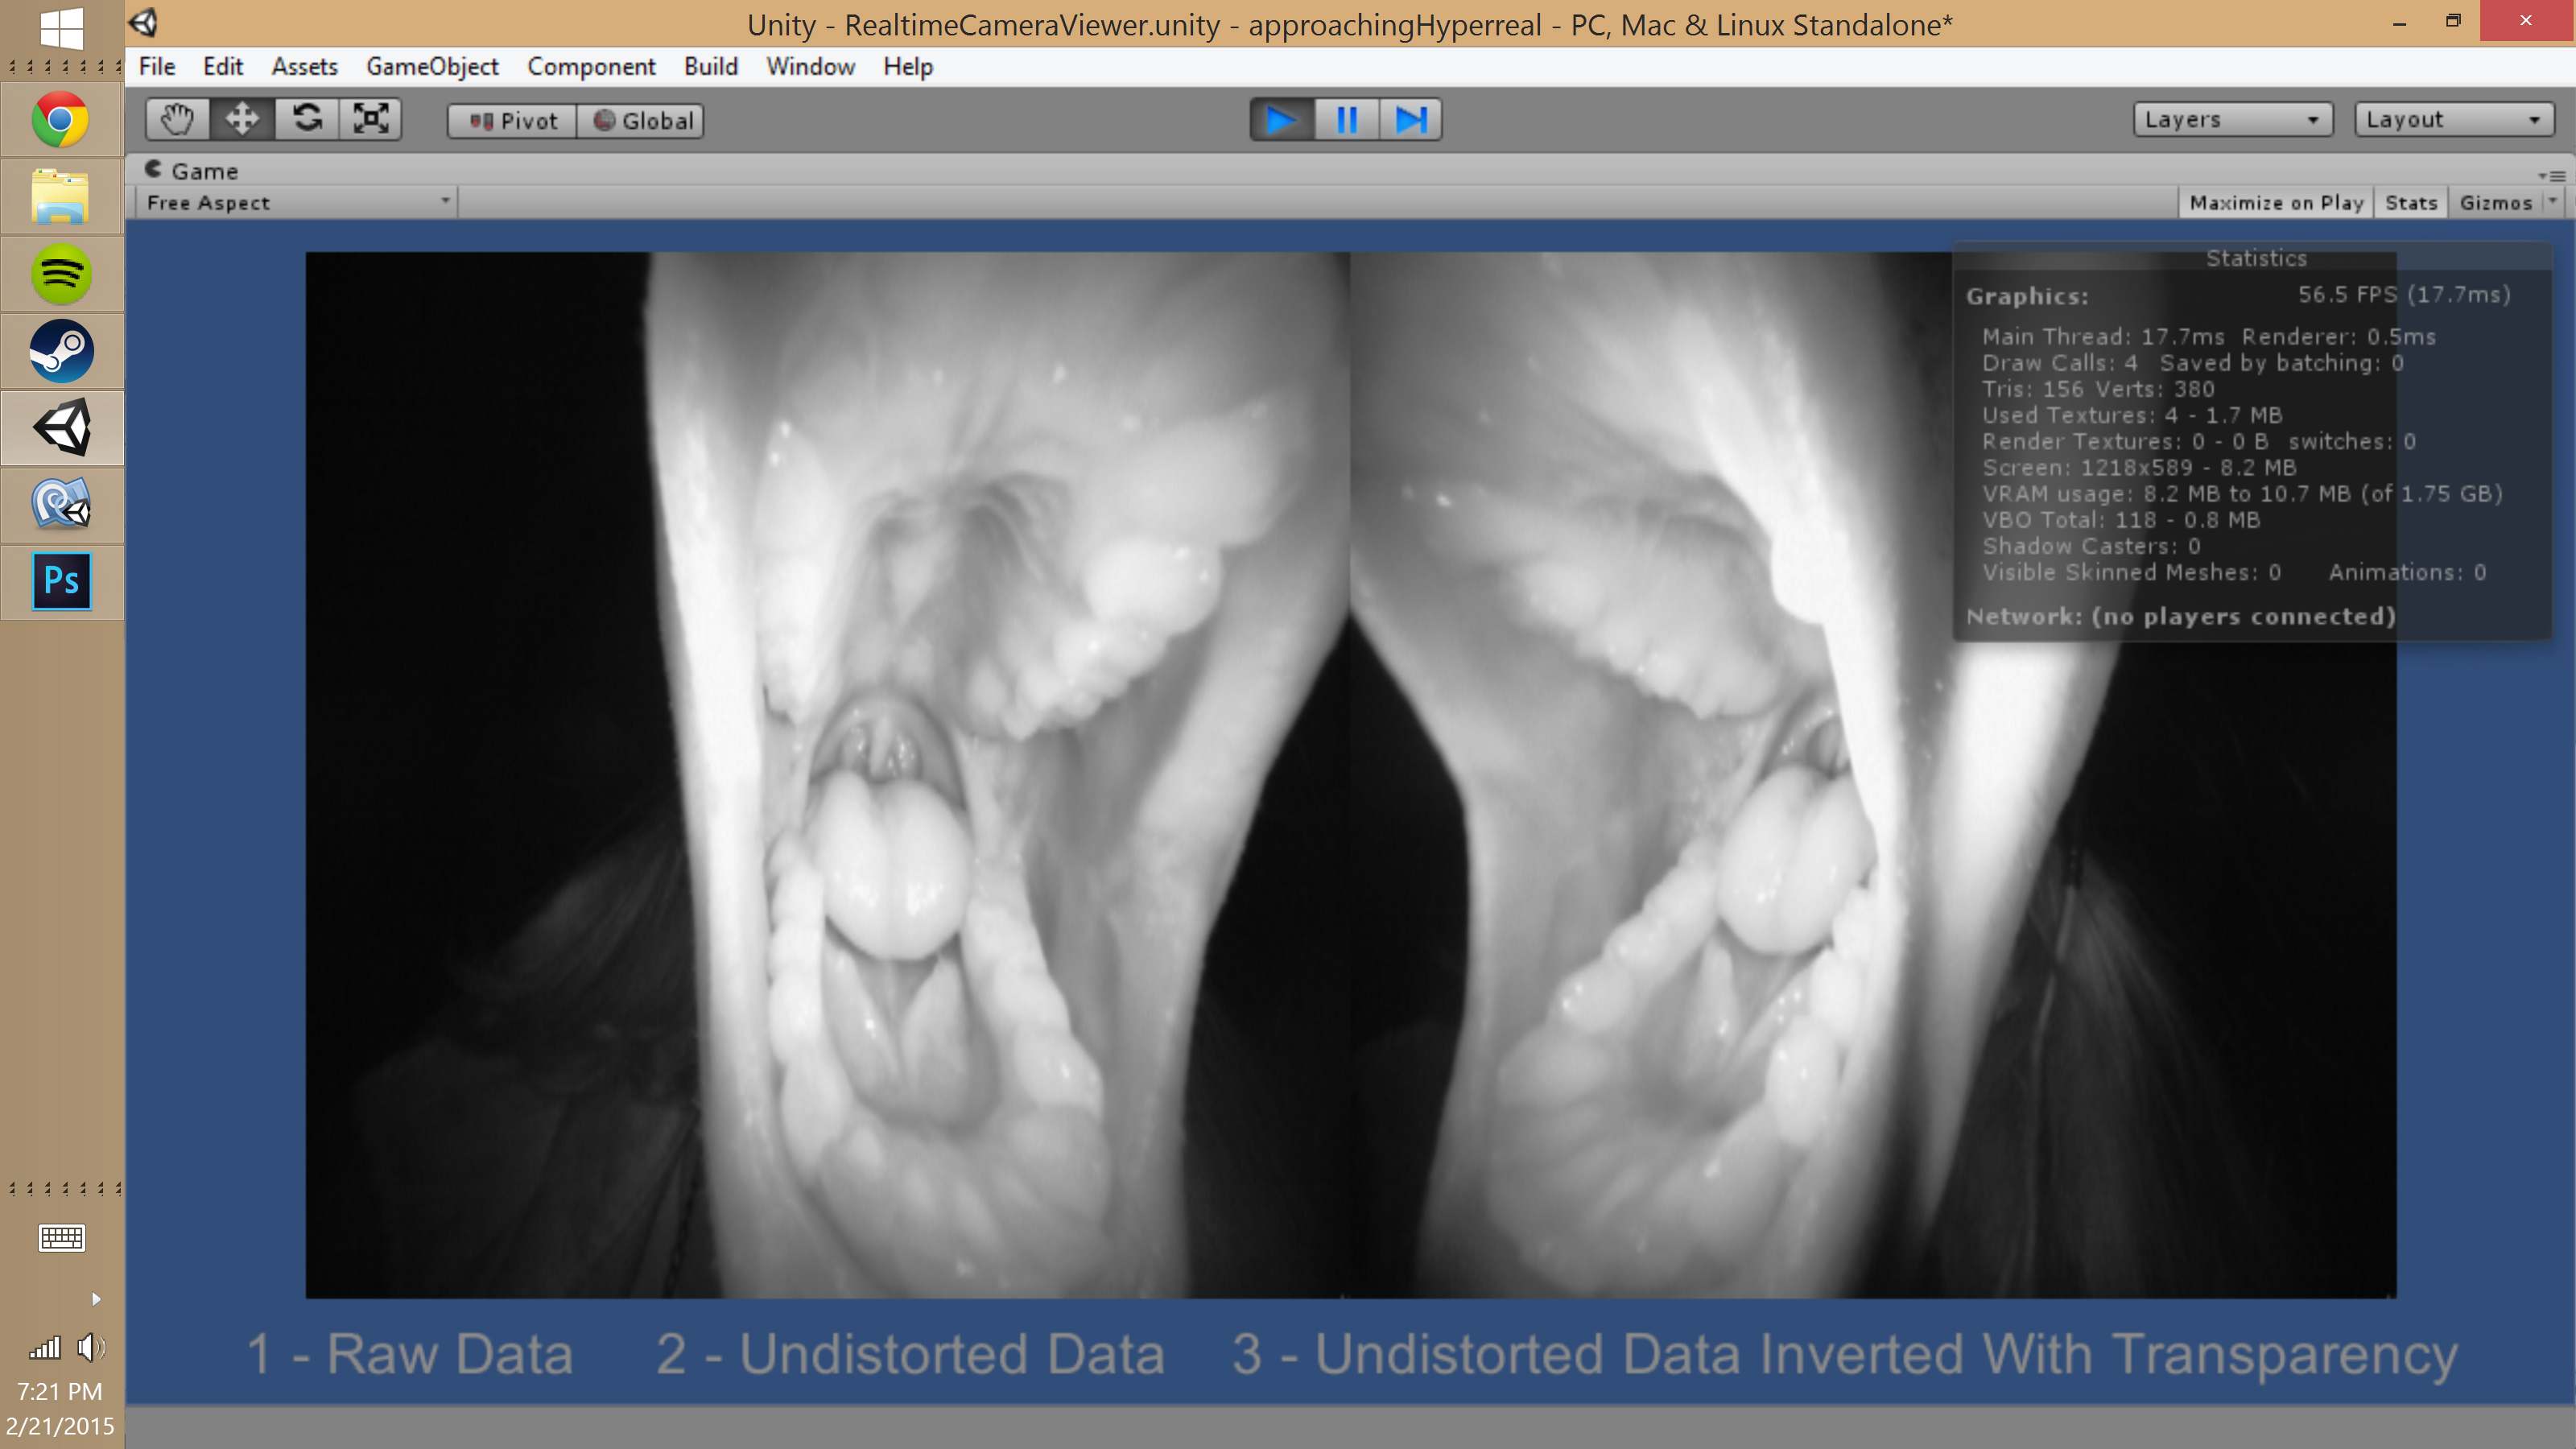 Unity - RealtimeCameraViewer.unity - approachingHyperreal - PC, Mac & Linux Standalone*
File Edit Assets GameObject Component Build Window Help
Pivot Global Layers Layout
Game
Free Aspect Maximize on Play Stats Gizmos
Statistics
Graphics: 56.5 FPS (17.7ms)
Main Thread: 17.7ms Renderer: 0.5ms
Draw Calls: 4 Saved by batching: 0
Tris: 156 Verts: 380
Used Textures: 4 - 1.7 MB
Render Textures: 0 - 0 B switches: 0
Screen: 1218x589 - 8.2 MB
VRAM usage: 8.2 MB to 10.7 MB (of 1.75 GB)
VBO Total: 118 - 0.8 MB
Shadow Casters: 0
Visible Skinned Meshes: 0 Animations: 0
Network: (no players connected)
Ps
1 - Raw Data 2 - Undistorted Data 3 - Undistorted Data Inverted With Transparency
7:21 PM
2/21/2015